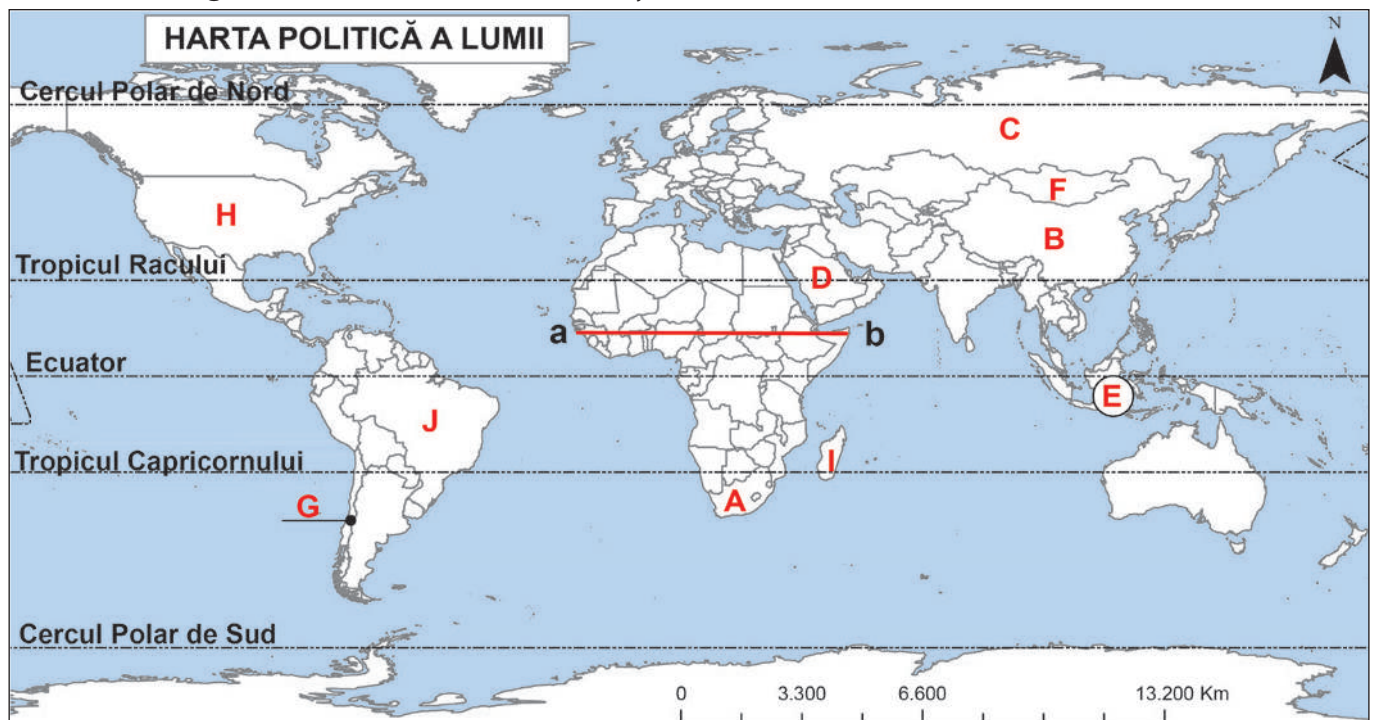 HARTA POLITICĂ A LUMII
N
Cercul Polar de Nord
C
F
H
B
Tropicul Racului
D
a
b
Ecuator
E
J
Tropicul Capricornului
I
A
G
Cercul Polar de Sud
0 3.300 6.600 13.200 Km